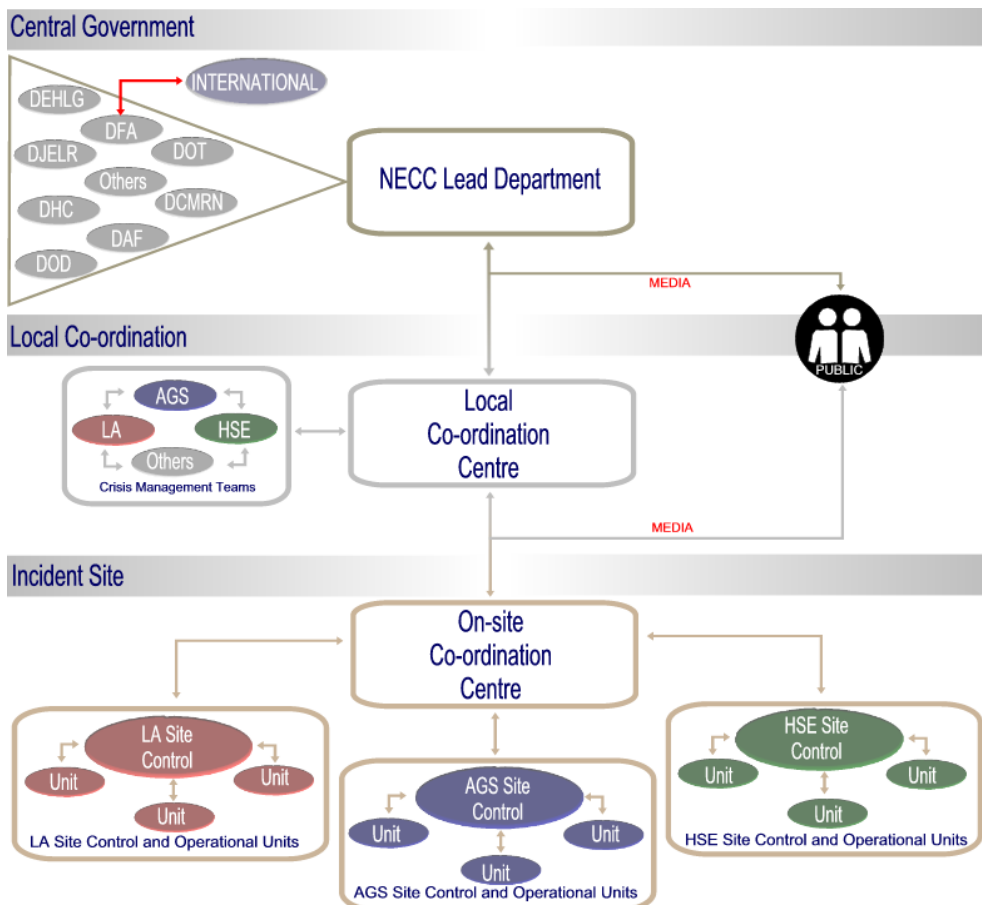 Central Government
INTERNATIONAL
DEHLG
DFA
DJELR
DOT
Others
DHC
DCMRN
DAF
DOD
NECC Lead Department
MEDIA
PUBLIC
Local Co-ordination
AGS
LA
HSE
Others
Crisis Management Teams
Local
Co-ordination
Centre
MEDIA
Incident Site
On-site
Co-ordination
Centre
LA Site
Control
Unit
Unit
Unit
LA Site Control and Operational Units
AGS Site
Control
Unit
Unit
Unit
AGS Site Control and Operational Units
HSE Site
Control
Unit
Unit
Unit
HSE Site Control and Operational Units